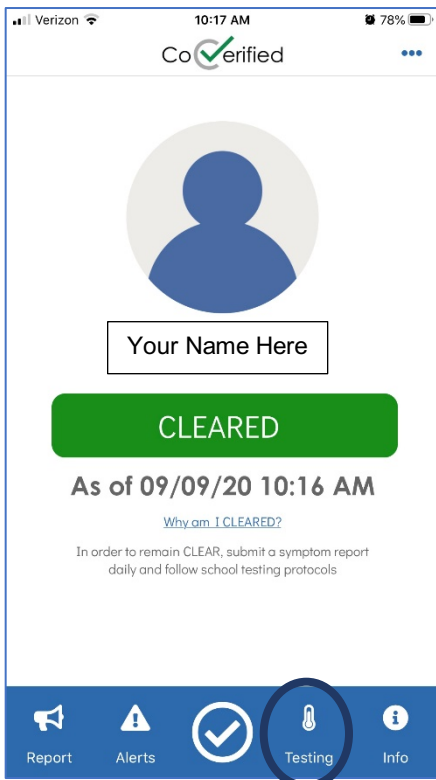 Verizon 10:17 AM 78%
CoVerified
Your Name Here
CLEARED
As of 09/09/20 10:16 AM
Why am I CLEARED?
In order to remain CLEAR, submit a symptom report
daily and follow school testing protocols
Report Alerts Testing Info